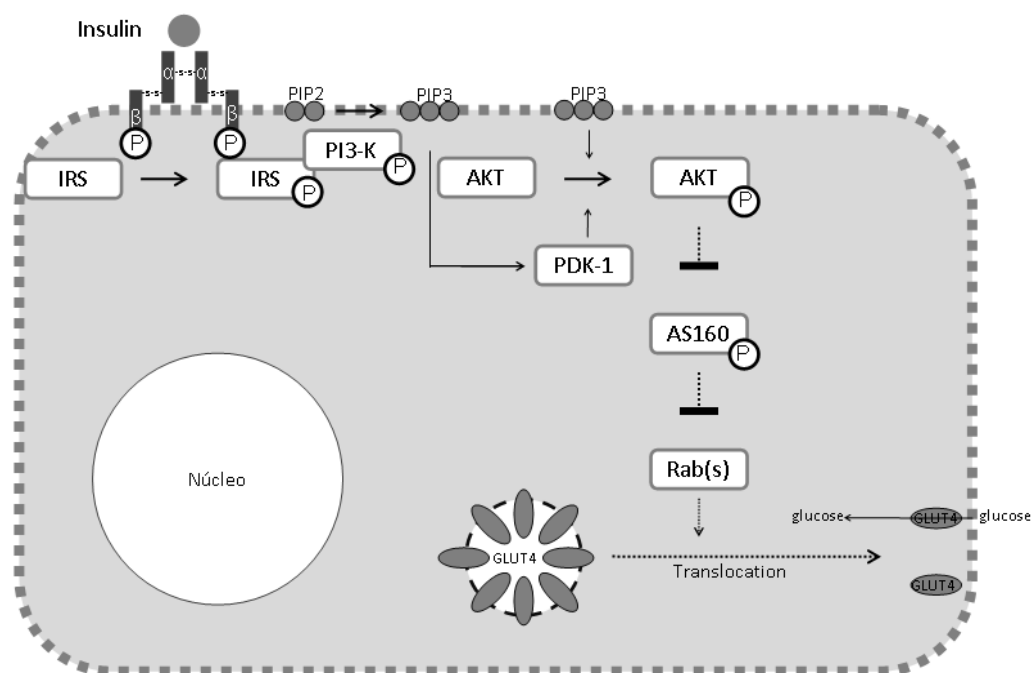 Insulin
α -s-s- α
β -s-s- -s-s- β
P P
PIP2 PIP3 PIP3
IRS IRS P PI3-K P AKT AKT P
PDK-1
AS160 P
Rab(s)
Núcleo
GLUT4
Translocation
glucose GLUT4 glucose
GLUT4